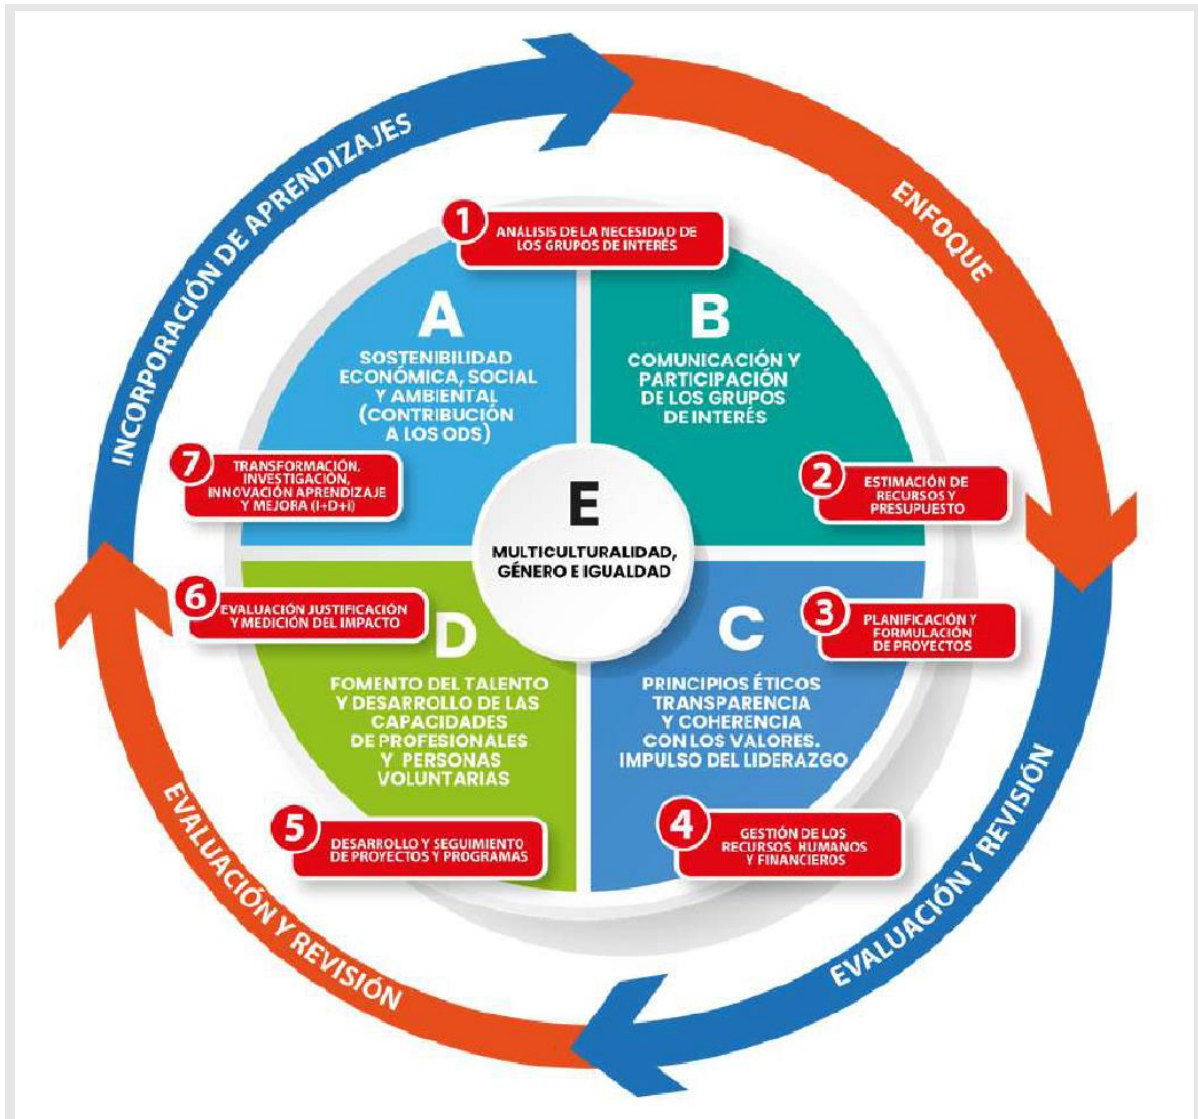 INCORPORACIÓN DE APRENDIZAJES
ENFOQUE
1
ANÁLISIS DE LA NECESIDAD DE
LOS GRUPOS DE INTERÉS
A
SOSTENIBILIDAD
ECONÓMICA, SOCIAL
Y AMBIENTAL
(CONTRIBUCIÓN
A LOS ODS)
B
COMUNICACIÓN Y
PARTICIPACIÓN
DE LOS GRUPOS
DE INTERÉS
7
TRANSFORMACIÓN,
INVESTIGACIÓN,
INNOVACIÓN APRENDIZAJE
Y MEJORA (I+D+I)
2
ESTIMACIÓN DE
RECURSOS Y
PRESUPUESTO
E
MULTICULTURALIDAD,
GÉNERO E IGUALDAD
6
EVALUACIÓN JUSTIFICACIÓN
Y MEDICIÓN DEL IMPACTO
3
PLANIFICACIÓN Y
FORMULACIÓN
DE PROYECTOS
D
FOMENTO DEL TALENTO
Y DESARROLLO DE LAS
CAPACIDADES
DE PROFESIONALES
Y PERSONAS
VOLUNTARIAS
C
PRINCIPIOS ÉTICOS
TRANSPARENCIA
Y COHERENCIA
CON LOS VALORES.
IMPULSO DEL LIDERAZGO
5
DESARROLLO Y SEGUIMIENTO
DE PROYECTOS Y PROGRAMAS
4
GESTIÓN DE LOS
RECURSOS HUMANOS
Y FINANCIEROS
EVALUACIÓN Y REVISIÓN
EVALUACIÓN Y REVISIÓN